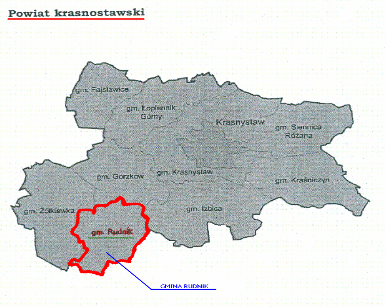 Powiat krasnostawski
gm. Fajsławice
gm. Łopiennik
Górny
Krasnystaw
gm. Siennica
Różana
gm. Gorzków
gm. Krasnystaw
gm. Kraśniczyn
gm. Żółkiewka
gm. Izbica
gm. Rudnik
GMINA RUDNIK